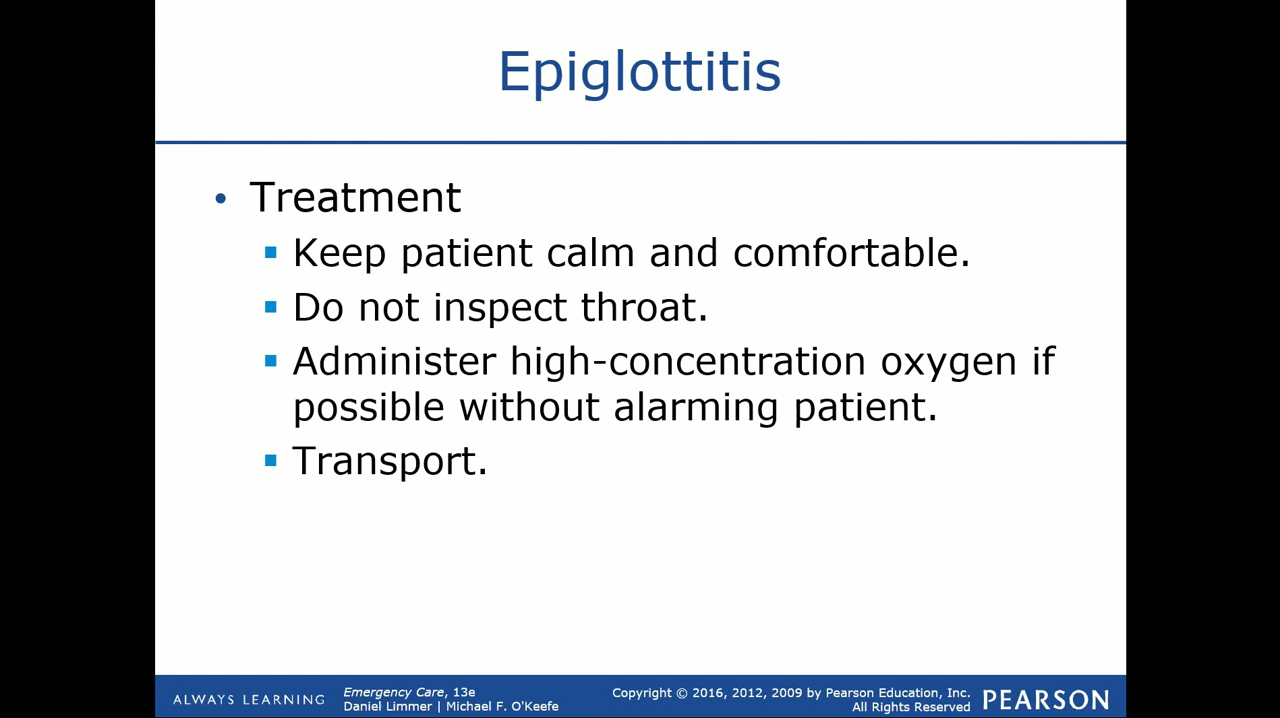 Epiglottitis
• Treatment
▪ Keep patient calm and comfortable.
▪ Do not inspect throat.
▪ Administer high-concentration oxygen if
possible without alarming patient.
▪ Transport.
ALWAYS LEARNING
Emergency Care, 13e
Daniel Limmer | Michael F. O'Keefe
Copyright © 2016, 2012, 2009 by Pearson Education, Inc.
All Rights Reserved
PEARSON